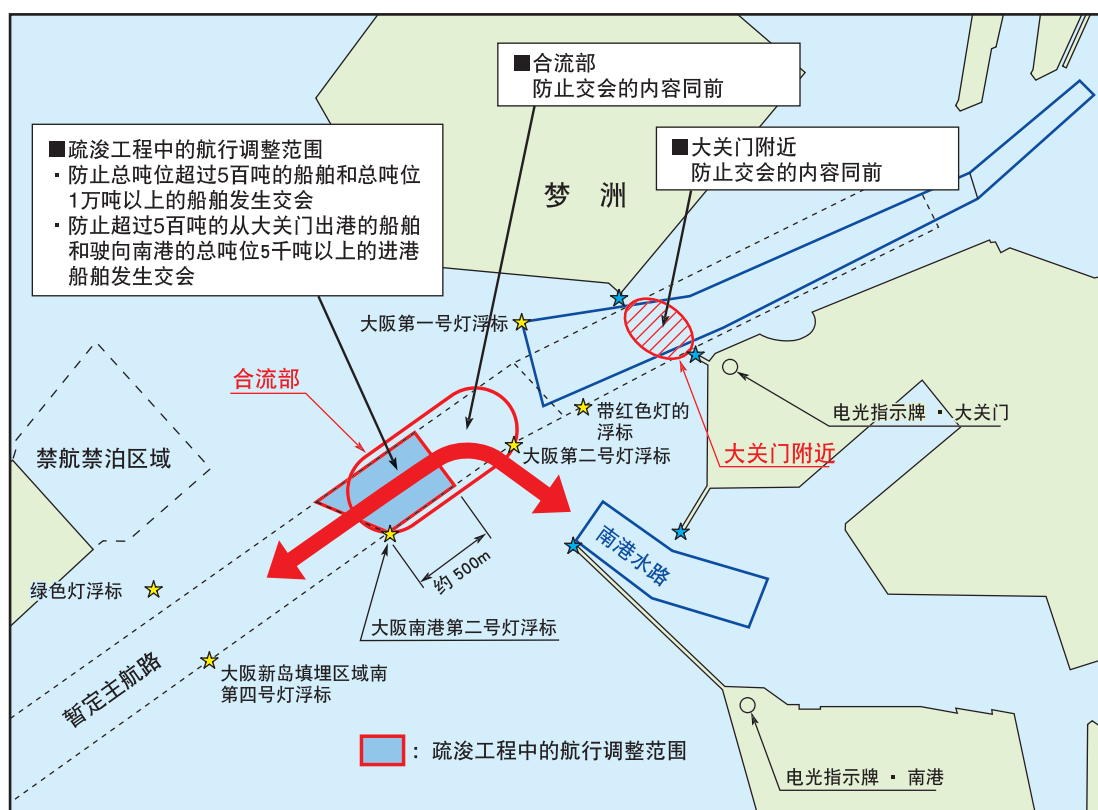 ■合流部
防止交会的内容同前
■疏浚工程中的航行调整范围
・防止总吨位超过5百吨的船舶和总吨位
1万吨以上的船舶发生交会
・防止超过5百吨的从大关门出港的船舶
和驶向南港的总吨位5千吨以上的进港
船舶发生交会
■大关门附近
防止交会的内容同前
梦 洲
大阪第一号灯浮标
合流部
带红色灯的
浮标
电光指示牌・大关门
大关门附近
大阪第二号灯浮标
禁航禁泊区域
南港水路
约 500m
绿色灯浮标
大阪南港第二号灯浮标
暂定主航路
大阪新岛填埋区域南
第四号灯浮标
：疏浚工程中的航行调整范围
电光指示牌・南港